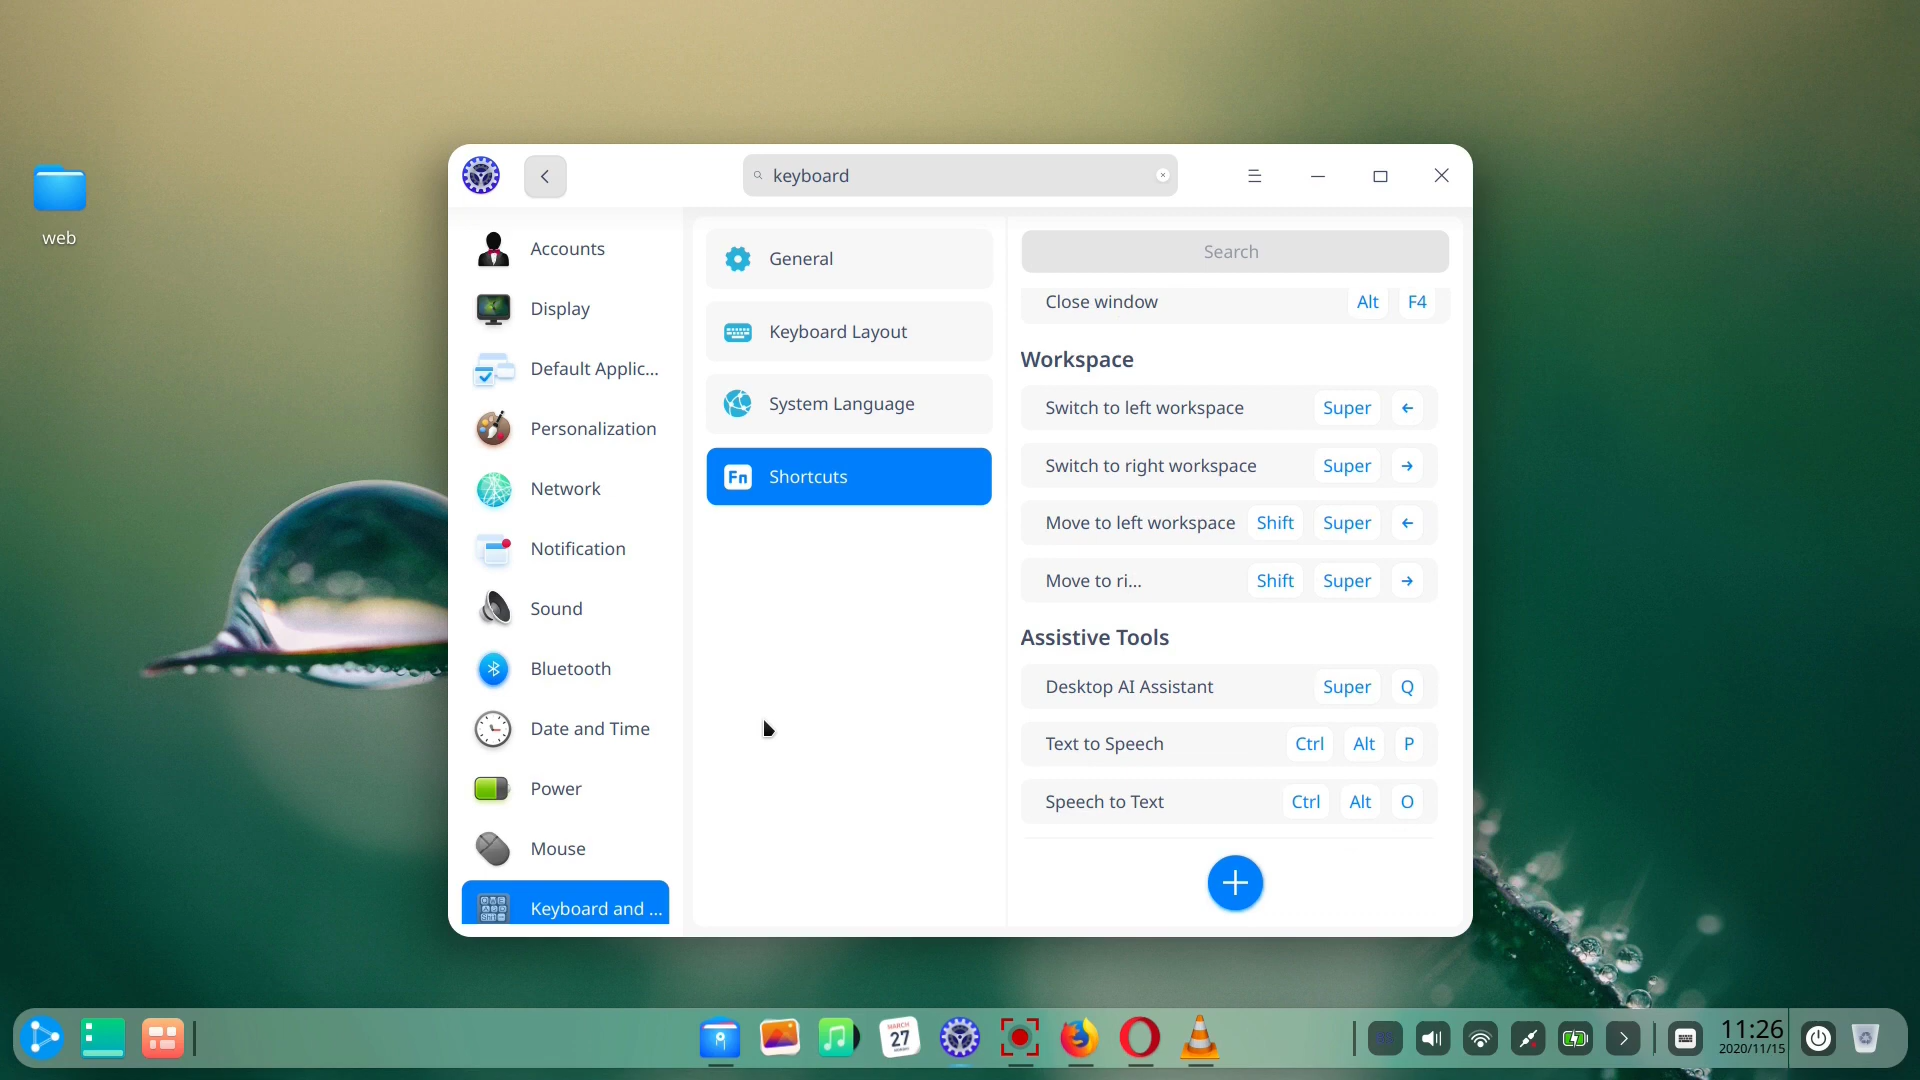 web
keyboard
Accounts
Display
Default Applic...
Personalization
Network
Notification
Sound
Bluetooth
Date and Time
Power
Mouse
Keyboard and ...
General
Keyboard Layout
System Language
Fn Shortcuts
Search
Close window Alt F4
Workspace
Switch to left workspace Super ←
Switch to right workspace Super →
Move to left workspace Shift Super ←
Move to ri... Shift Super →
Assistive Tools
Desktop AI Assistant Super Q
Text to Speech Ctrl Alt P
Speech to Text Ctrl Alt O
MARCH
27
11:26
2020/11/15